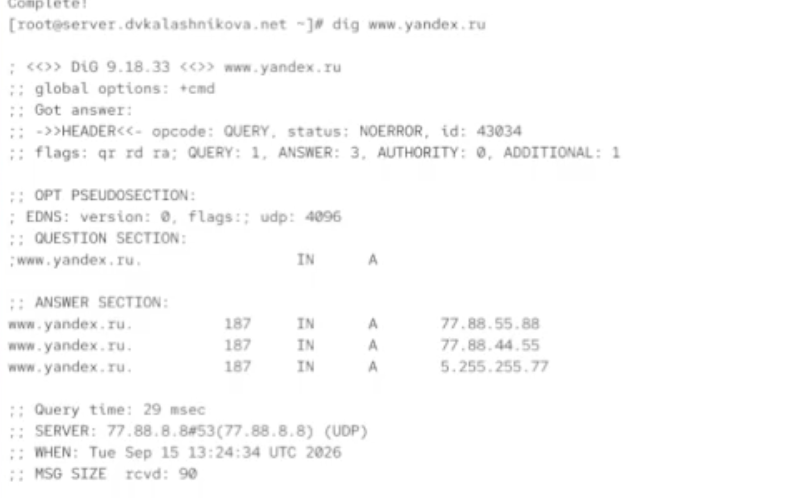 Complete!
[root@server.dvkalashnikova.net ~]# dig www.yandex.ru
; <<>> DiG 9.18.33 <<>> www.yandex.ru
;; global options: +cmd
;; Got answer:
;; ->>HEADER<<- opcode: QUERY, status: NOERROR, id: 43034
;; flags: qr rd ra; QUERY: 1, ANSWER: 3, AUTHORITY: 0, ADDITIONAL: 1
;; OPT PSEUDOSECTION:
; EDNS: version: 0, flags:; udp: 4096
;; QUESTION SECTION:
;www.yandex.ru. IN A
;; ANSWER SECTION:
www.yandex.ru. 187 IN A 77.88.55.88
www.yandex.ru. 187 IN A 77.88.44.55
www.yandex.ru. 187 IN A 5.255.255.77
;; Query time: 29 msec
;; SERVER: 77.88.8.8#53(77.88.8.8) (UDP)
;; WHEN: Tue Sep 15 13:24:34 UTC 2026
;; MSG SIZE rcvd: 90